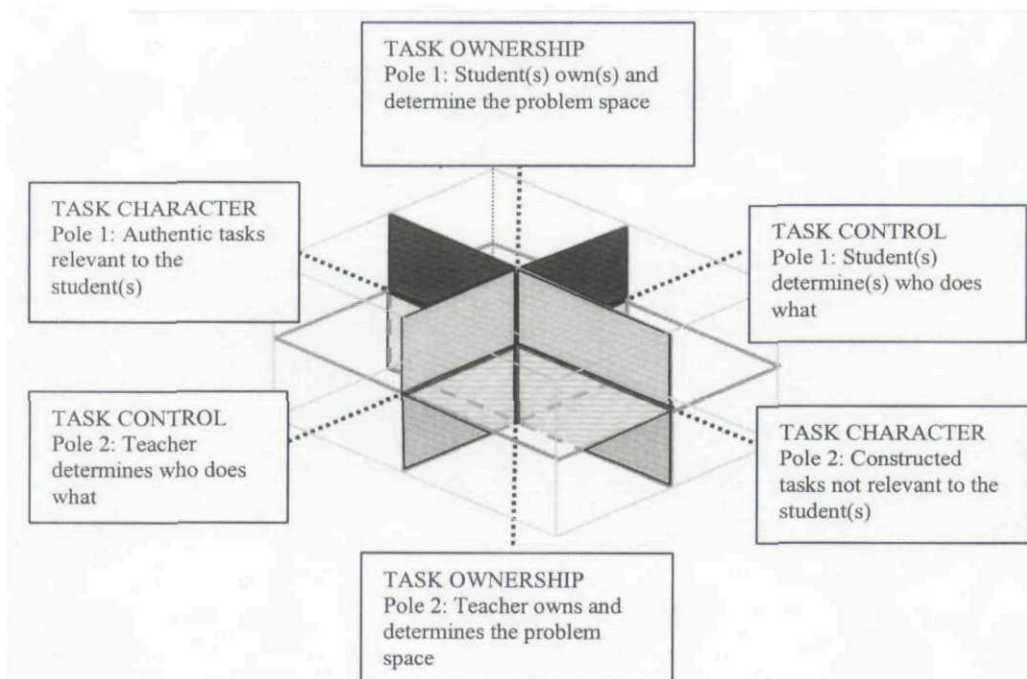 TASK OWNERSHIP
Pole 1: Student(s) own(s) and
determine the problem space
TASK CHARACTER
Pole 1: Authentic tasks
relevant to the
student(s)
TASK CONTROL
Pole 1: Student(s)
determine(s) who does
what
TASK CONTROL
Pole 2: Teacher
determines who does
what
TASK CHARACTER
Pole 2: Constructed
tasks not relevant to the
student(s)
TASK OWNERSHIP
Pole 2: Teacher owns and
determines the problem
space